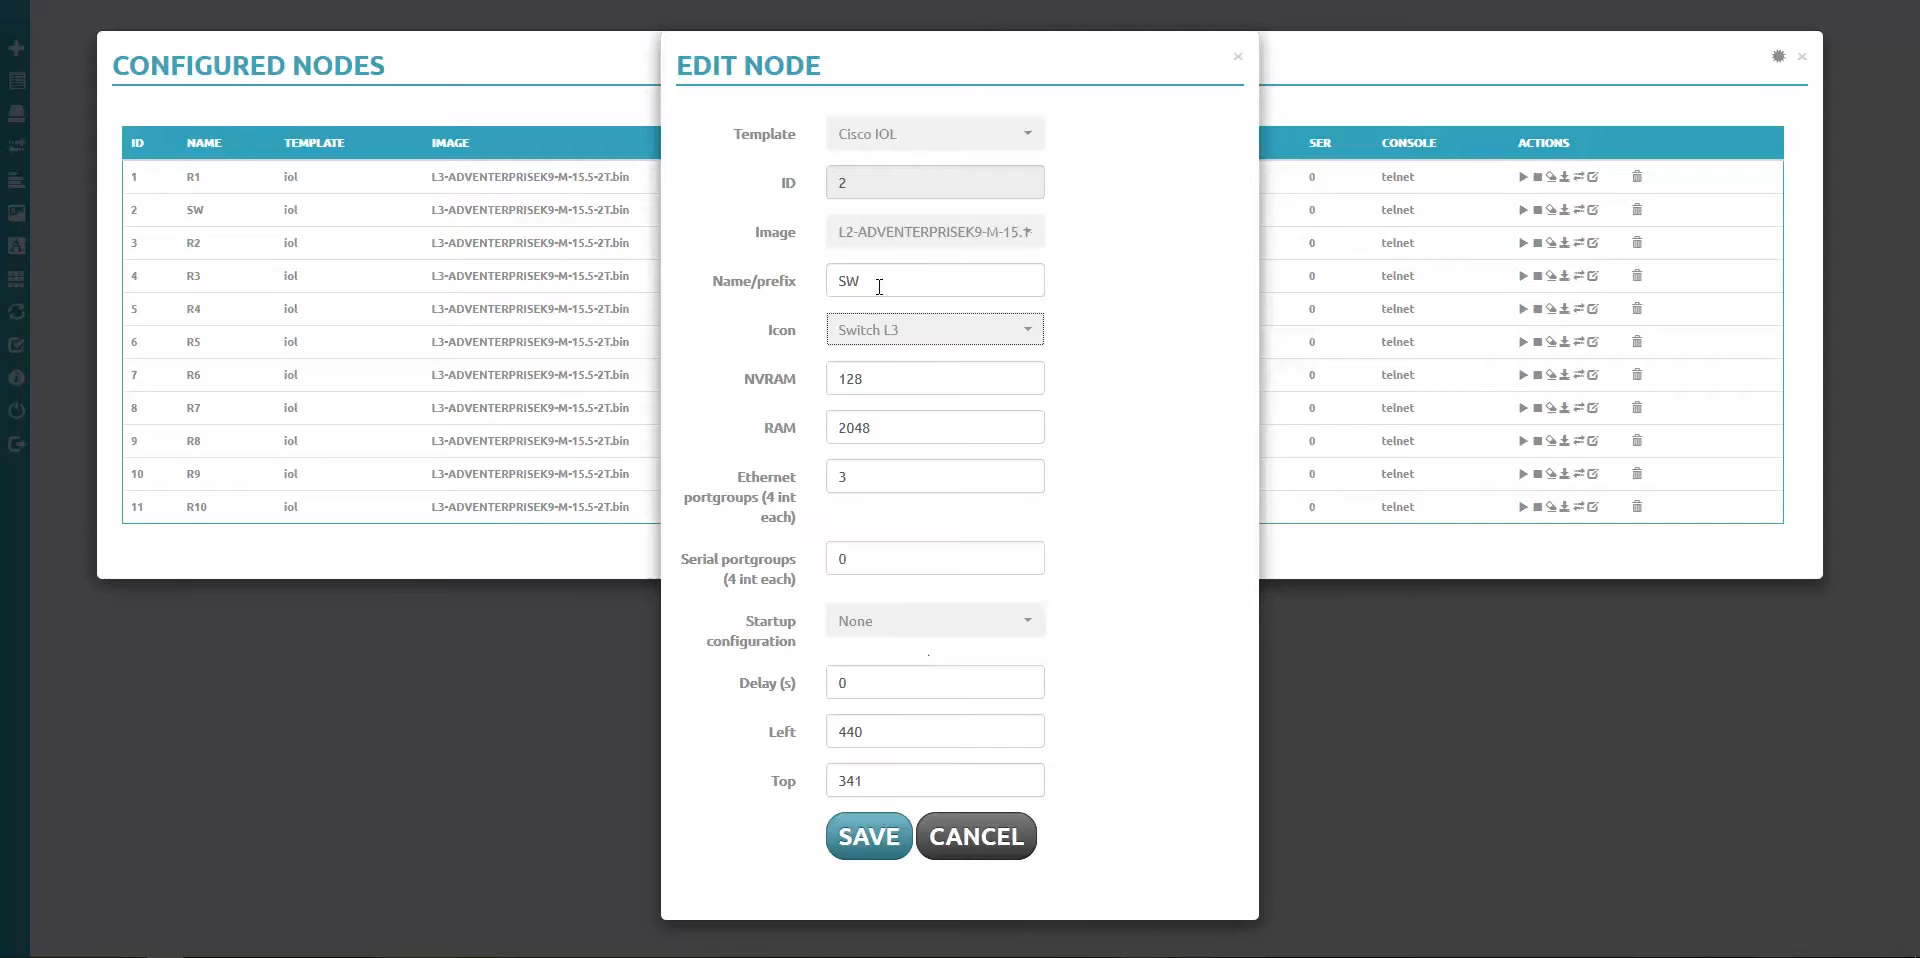 CONFIGURED NODES
ID NAME TEMPLATE IMAGE SER CONSOLE ACTIONS
1 R1 iol L3-ADVENTERPRISEK9-M-15.5-2T.bin 0 telnet
2 SW iol L3-ADVENTERPRISEK9-M-15.5-2T.bin 0 telnet
3 R2 iol L3-ADVENTERPRISEK9-M-15.5-2T.bin 0 telnet
4 R3 iol L3-ADVENTERPRISEK9-M-15.5-2T.bin 0 telnet
5 R4 iol L3-ADVENTERPRISEK9-M-15.5-2T.bin 0 telnet
6 R5 iol L3-ADVENTERPRISEK9-M-15.5-2T.bin 0 telnet
7 R6 iol L3-ADVENTERPRISEK9-M-15.5-2T.bin 0 telnet
8 R7 iol L3-ADVENTERPRISEK9-M-15.5-2T.bin 0 telnet
9 R8 iol L3-ADVENTERPRISEK9-M-15.5-2T.bin 0 telnet
10 R9 iol L3-ADVENTERPRISEK9-M-15.5-2T.bin 0 telnet
11 R10 iol L3-ADVENTERPRISEK9-M-15.5-2T.bin 0 telnet
EDIT NODE
Template Cisco IOL
ID 2
Image L2-ADVENTERPRISEK9-M-15.
Name/prefix SW
Icon Switch L3
NVRAM 128
RAM 2048
Ethernet 3
portgroups (4 int
each)
Serial portgroups 0
(4 int each)
Startup None
configuration
Delay (s) 0
Left 440
Top 341
SAVE CANCEL